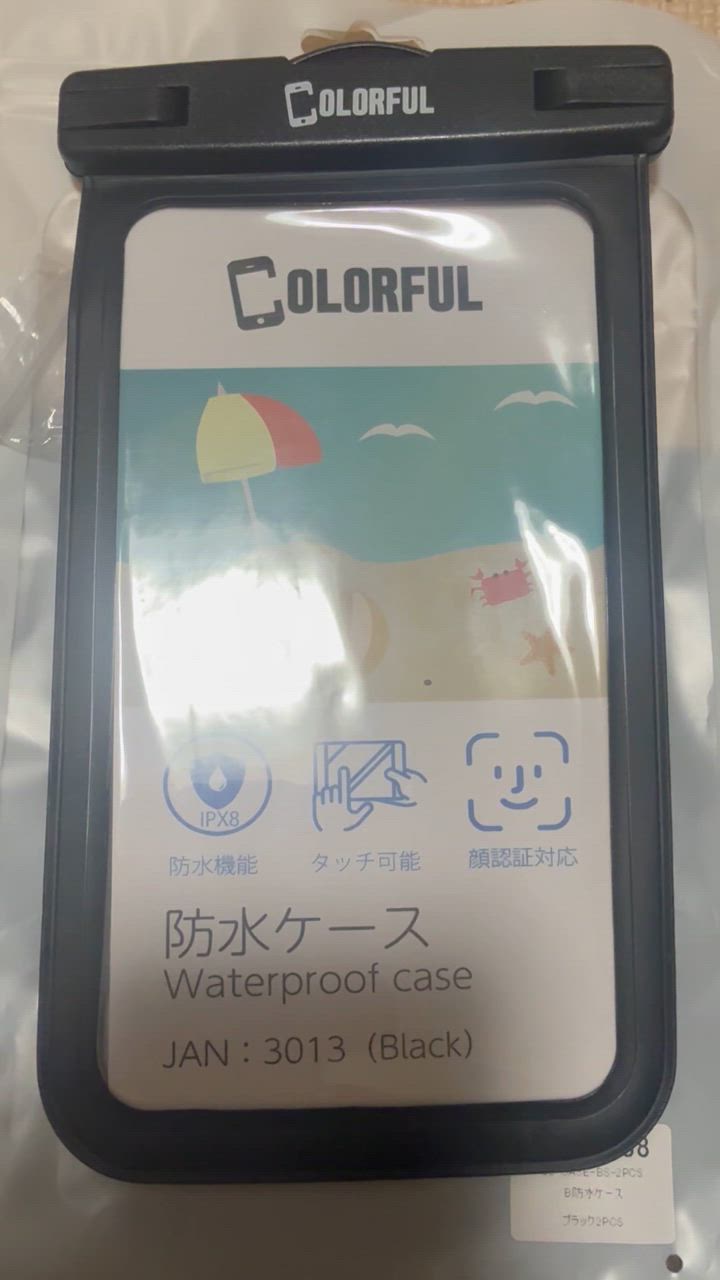 COLORFUL
COLORFUL
IPX8
防水機能
タッチ可能
顔認証対応
防水ケース
Waterproof case
JAN：3013（Black）
-BS-2PCS
B防水ケース
ブラック2PCS